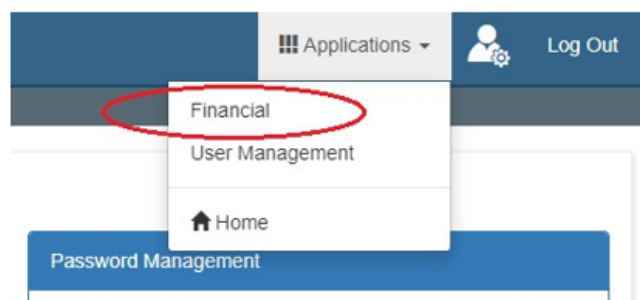 Applications
Log Out
Financial
User Management
Home
Password Management